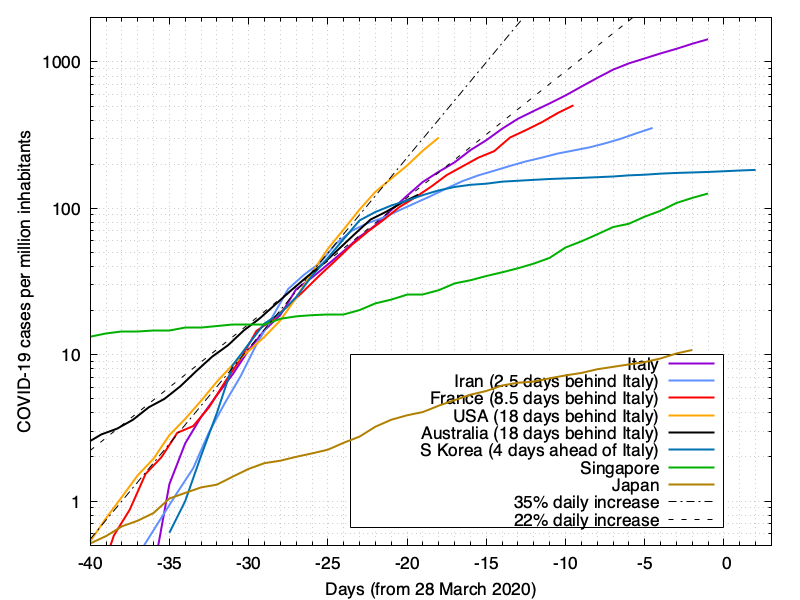 1000
100
10
1
COVID-19 cases per million inhabitants
Italy
Iran (2.5 days behind Italy)
France (8.5 days behind Italy)
USA (18 days behind Italy)
Australia (18 days behind Italy)
S Korea (4 days ahead of Italy)
Singapore
Japan
35% daily increase
22% daily increase
-40 -35 -30 -25 -20 -15 -10 -5 0
Days (from 28 March 2020)